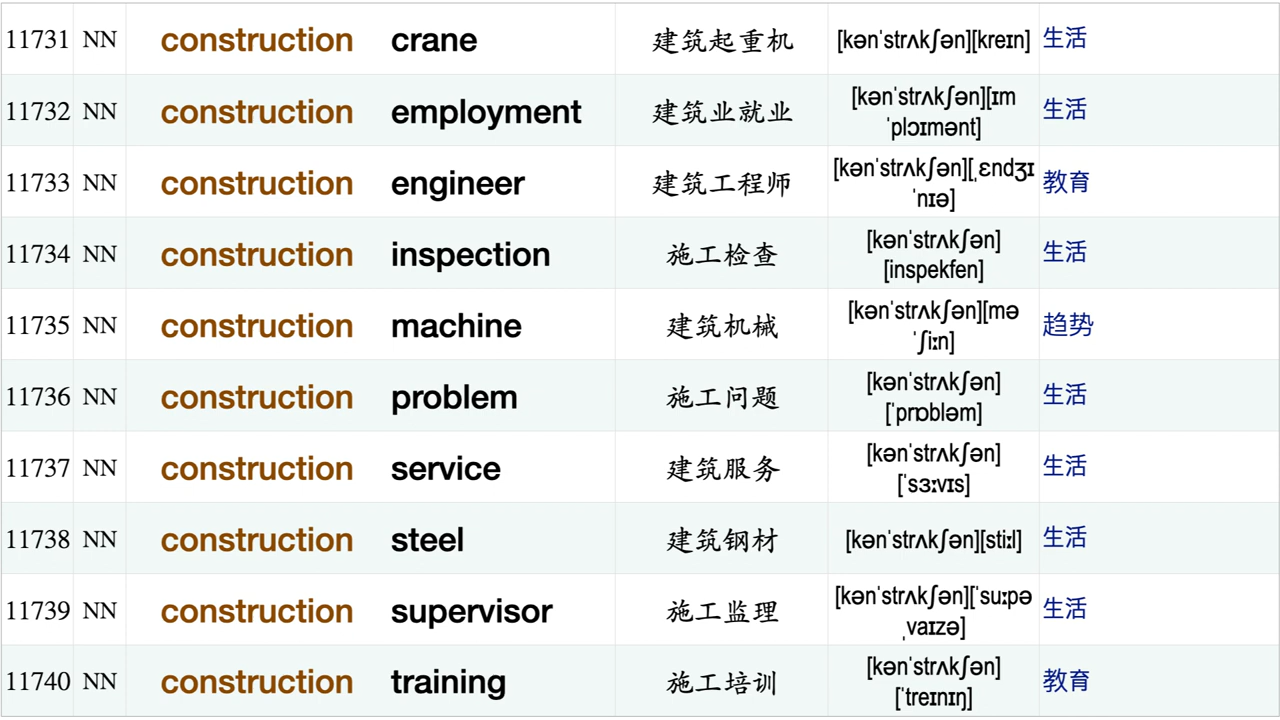 11731 NN construction crane 建筑起重机 [kənˈstrʌkʃən][kreɪn] 生活
11732 NN construction employment 建筑业就业 [kənˈstrʌkʃən][ɪm
ˈplɔɪmənt] 生活
11733 NN construction engineer 建筑工程师 [kənˈstrʌkʃən][ˌɛndʒɪ
ˈnɪə] 教育
11734 NN construction inspection 施工检查 [kənˈstrʌkʃən]
[inspekfen] 生活
11735 NN construction machine 建筑机械 [kənˈstrʌkʃən][mə
ˈʃiːn] 趋势
11736 NN construction problem 施工问题 [kənˈstrʌkʃən]
[ˈprɒbləm] 生活
11737 NN construction service 建筑服务 [kənˈstrʌkʃən]
[ˈsɜːvɪs] 生活
11738 NN construction steel 建筑钢材 [kənˈstrʌkʃən][stiːl] 生活
11739 NN construction supervisor 施工监理 [kənˈstrʌkʃən][ˈsuːpə
ˌvaɪzə] 生活
11740 NN construction training 施工培训 [kənˈstrʌkʃən]
[ˈtreɪnɪŋ] 教育